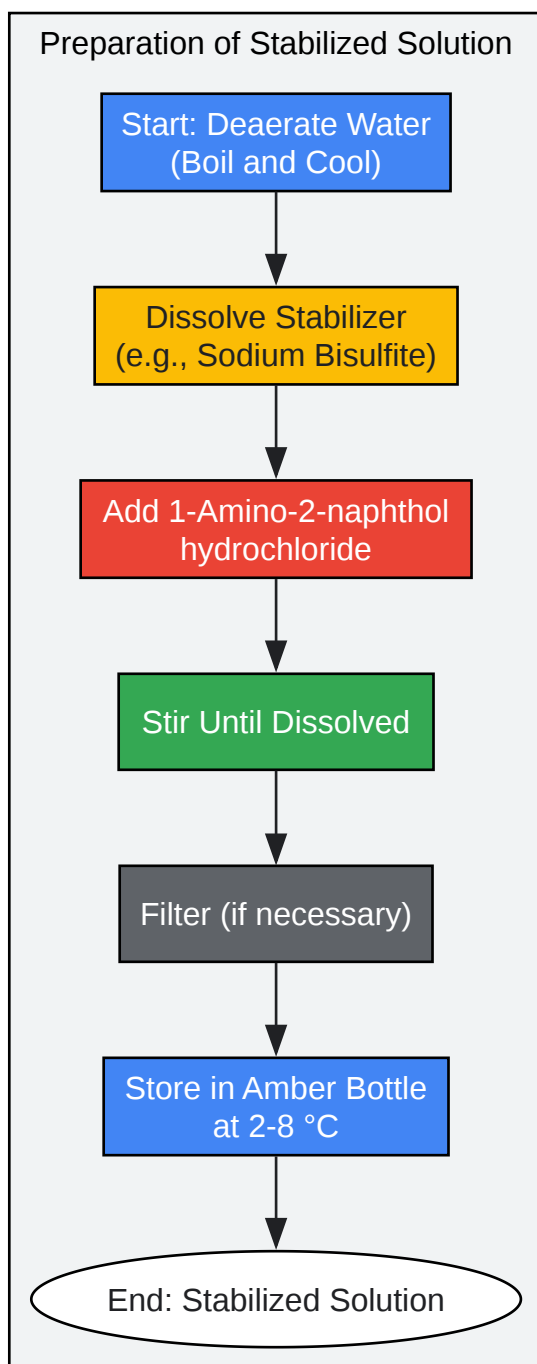 Preparation of Stabilized Solution
Start: Deaerate Water
(Boil and Cool)
Dissolve Stabilizer
(e.g., Sodium Bisulfite)
Add 1-Amino-2-naphthol
hydrochloride
Stir Until Dissolved
Filter (if necessary)
Store in Amber Bottle
at 2-8 °C
End: Stabilized Solution